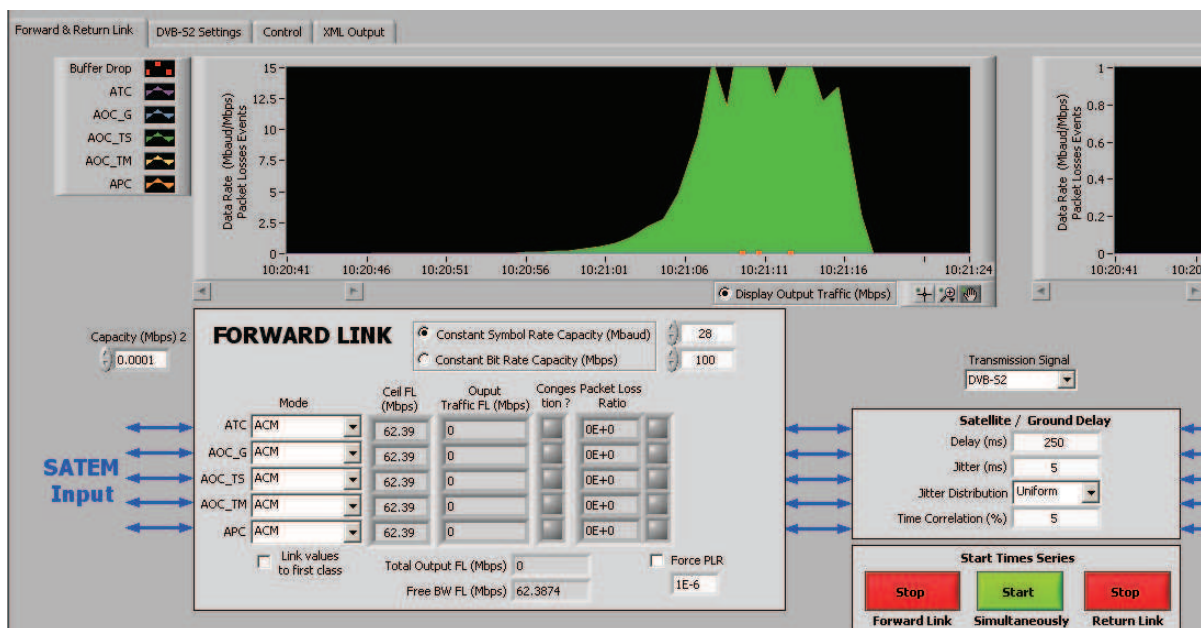 Forward & Return Link
DVB-S2 Settings
Control
XML Output
Buffer Drop
ATC
AOC_G
AOC_TS
AOC_TM
APC
Data Rate (Mbaud/Mbps)
Packet Losses Events
15
12.5
10
7.5
5
2.5
0
10:20:41 10:20:46 10:20:51 10:20:56 10:21:01 10:21:06 10:21:11 10:21:16 10:21:24
Display Output Traffic (Mbps)
Data Rate (Mbaud/Mbps)
Packet Losses Events
1
0.8
0.6
0.4
0.2
0
10:20:41
Capacity (Mbps) 2
0.0001
FORWARD LINK
Constant Symbol Rate Capacity (Mbaud) 28
Constant Bit Rate Capacity (Mbps) 100
Mode
Ceil FL
(Mbps)
Ouput
Traffic FL (Mbps)
Conges
tion ?
Packet Loss
Ratio
ATC ACM 62.39 0 0E+0
AOC_G ACM 62.39 0 0E+0
AOC_TS ACM 62.39 0 0E+0
AOC_TM ACM 62.39 0 0E+0
APC ACM 62.39 0 0E+0
SATEM
Input
Link values
to first class
Total Output FL (Mbps) 0
Free BW FL (Mbps) 62.3874
Force PLR
1E-6
Transmission Signal
DVB-S2
Satellite / Ground Delay
Delay (ms) 250
Jitter (ms) 5
Jitter Distribution Uniform
Time Correlation (%) 5
Start Times Series
Stop
Start
Stop
Forward Link
Simultaneously
Return Link